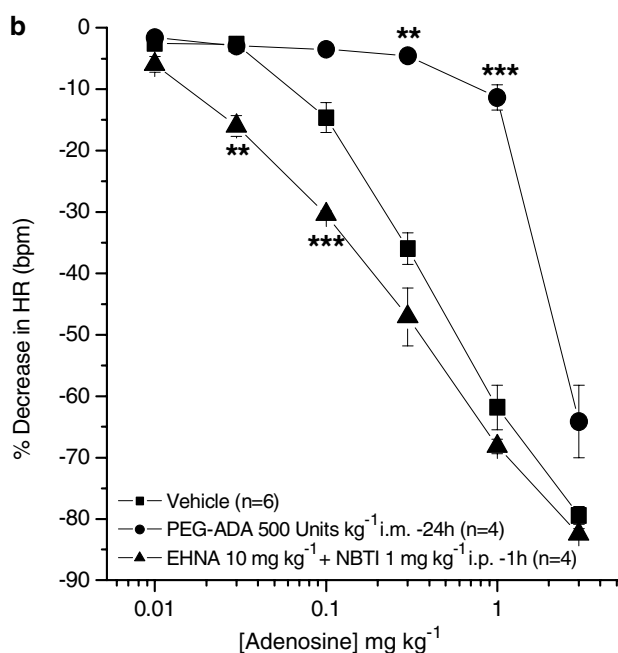 b
0
-10
-20
-30
-40
-50
-60
-70
-80
-90
% Decrease in HR (bpm)
**
***
**
***
Vehicle (n=6)
PEG-ADA 500 Units kg⁻¹i.m. -24h (n=4)
EHNA 10 mg kg⁻¹+ NBTI 1 mg kg⁻¹i.p. -1h (n=4)
0.01 0.1 1
[Adenosine] mg kg⁻¹